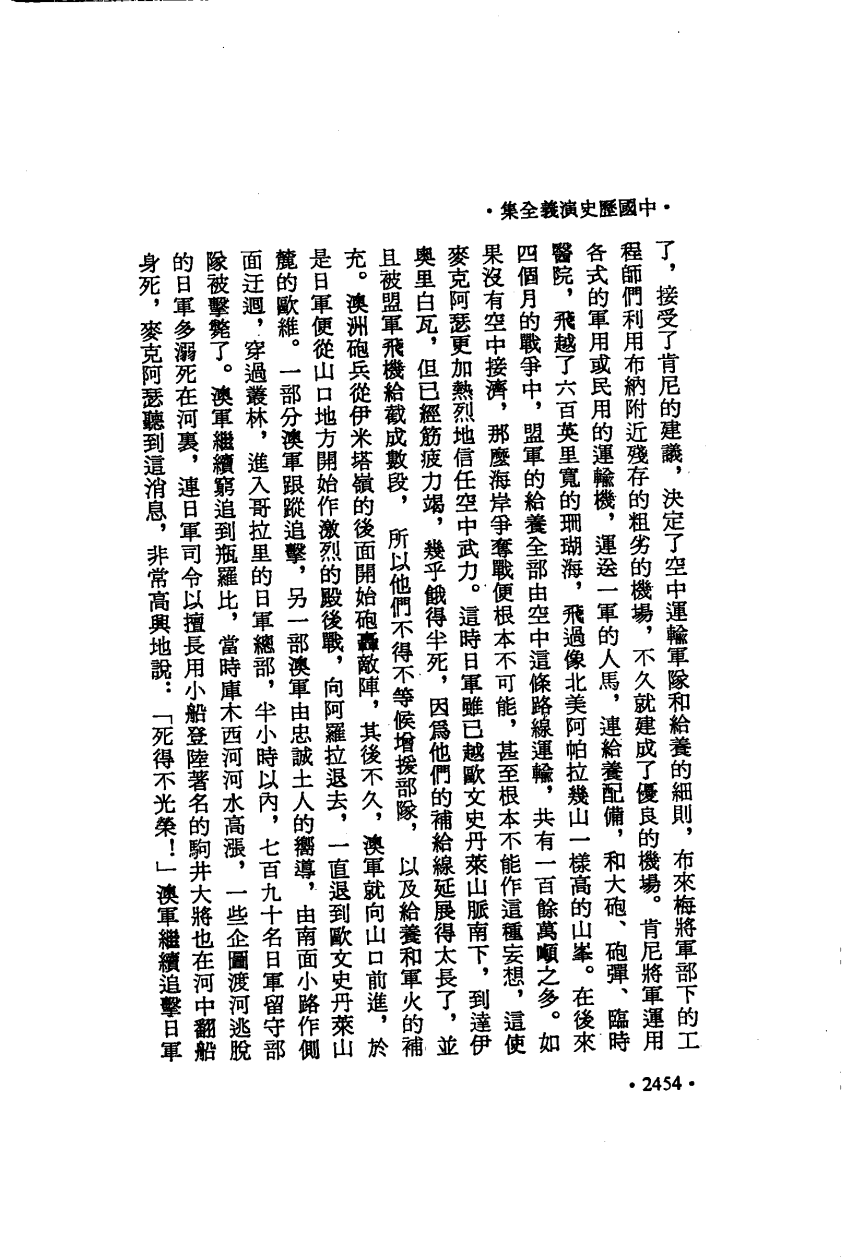 •中國歷史演義全集•
了，接受了肯尼的建議，決定了空中運輸軍隊和給養的細則，布來梅將軍部下的工
程師們利用布納附近殘存的粗劣的機場，不久就建成了優良的機場。肯尼將軍運用
各式的軍用或民用的運輸機，運送一軍的人馬，連給養配備，和大砲、砲彈、臨時
醫院，飛越了六百英里寬的珊瑚海，飛過像北美阿帕拉幾山一樣高的山峯。在後來
四個月的戰爭中，盟軍的給養全部由空中這條路線運輸，共有一百餘萬噸之多。如
果沒有空中接濟，那麼海岸爭奪戰便根本不可能，甚至根本不能作這種妄想，這使
麥克阿瑟更加熱烈地信任空中武力。這時日軍雖已越歐文史丹萊山脈南下，到達伊
奧里白瓦，但已經筋疲力竭，幾乎餓得半死，因爲他們的補給線延展得太長了，並
且被盟軍飛機給截成數段，所以他們不得不等候增援部隊，以及給養和軍火的補
充。澳洲砲兵從伊米塔嶺的後面開始砲轟敵陣，其後不久，澳軍就向山口前進，於
是日軍便從山口地方開始作激烈的殿後戰，向阿羅拉退去，一直退到歐文史丹萊山
麓的歐維。一部分澳軍跟蹤追擊，另一部澳軍由忠誠土人的嚮導，由南面小路作側
面迂迴，穿過叢林，進入哥拉里的日軍總部，半小時以內，七百九十名日軍留守部
隊被擊斃了。澳軍繼續窮追到瓶羅比，當時庫木西河河水高漲，一些企圖渡河逃脫
的日軍多溺死在河裏，連日軍司令以擅長用小船登陸著名的駒井大將也在河中翻船
身死，麥克阿瑟聽到這消息，非常高興地說：「死得不光榮！」澳軍繼續追擊日軍
•2454•